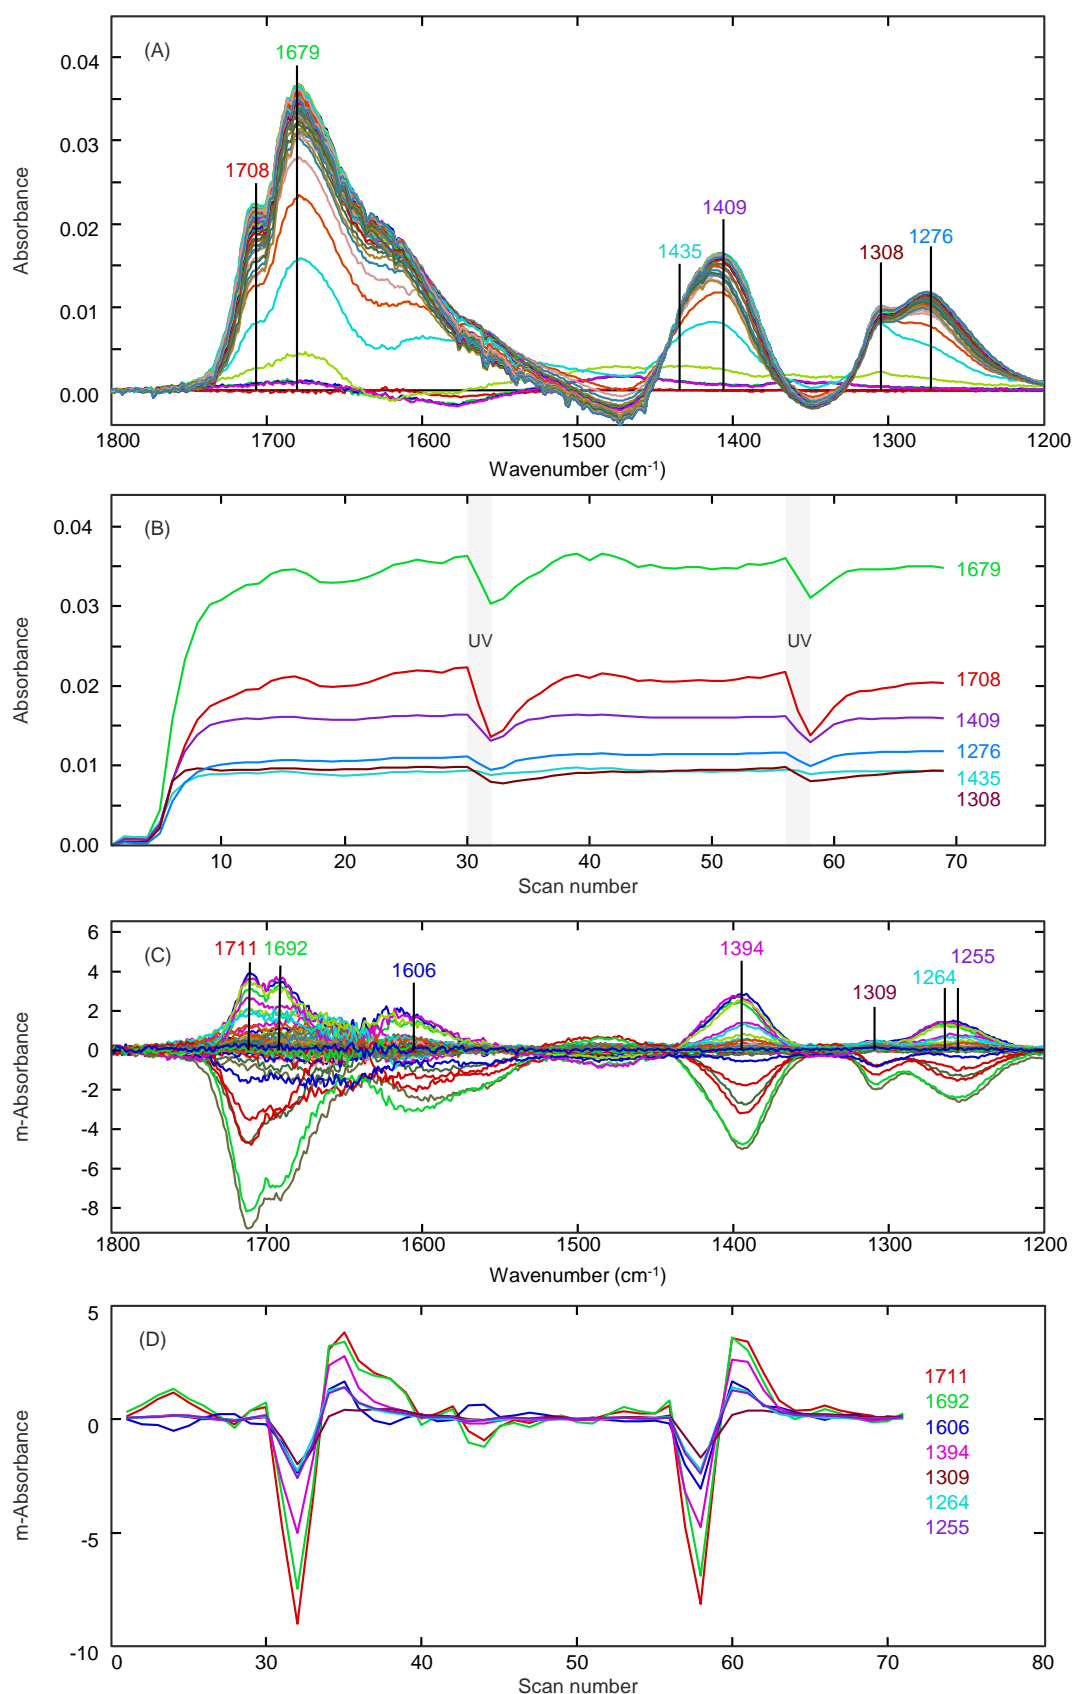 (A)
1679
1708
1435
1409
1308
1276
Absorbance
0.04
0.03
0.02
0.01
0.00
1800 1700 1600 1500 1400 1300 1200
Wavenumber (cm-1)
(B)
Absorbance
0.04
0.03
0.02
0.01
0.00
UV
UV
1679
1708
1409
1276
1435
1308
10 20 30 40 50 60 70
Scan number
(C)
1711 1692
1606
1394
1309
1264
1255
m-Absorbance
6
4
2
0
-2
-4
-6
-8
1800 1700 1600 1500 1400 1300 1200
Wavenumber (cm-1)
(D)
m-Absorbance
5
0
-5
-10
1711
1692
1606
1394
1309
1264
1255
0 30 40 50 60 70 80
Scan number